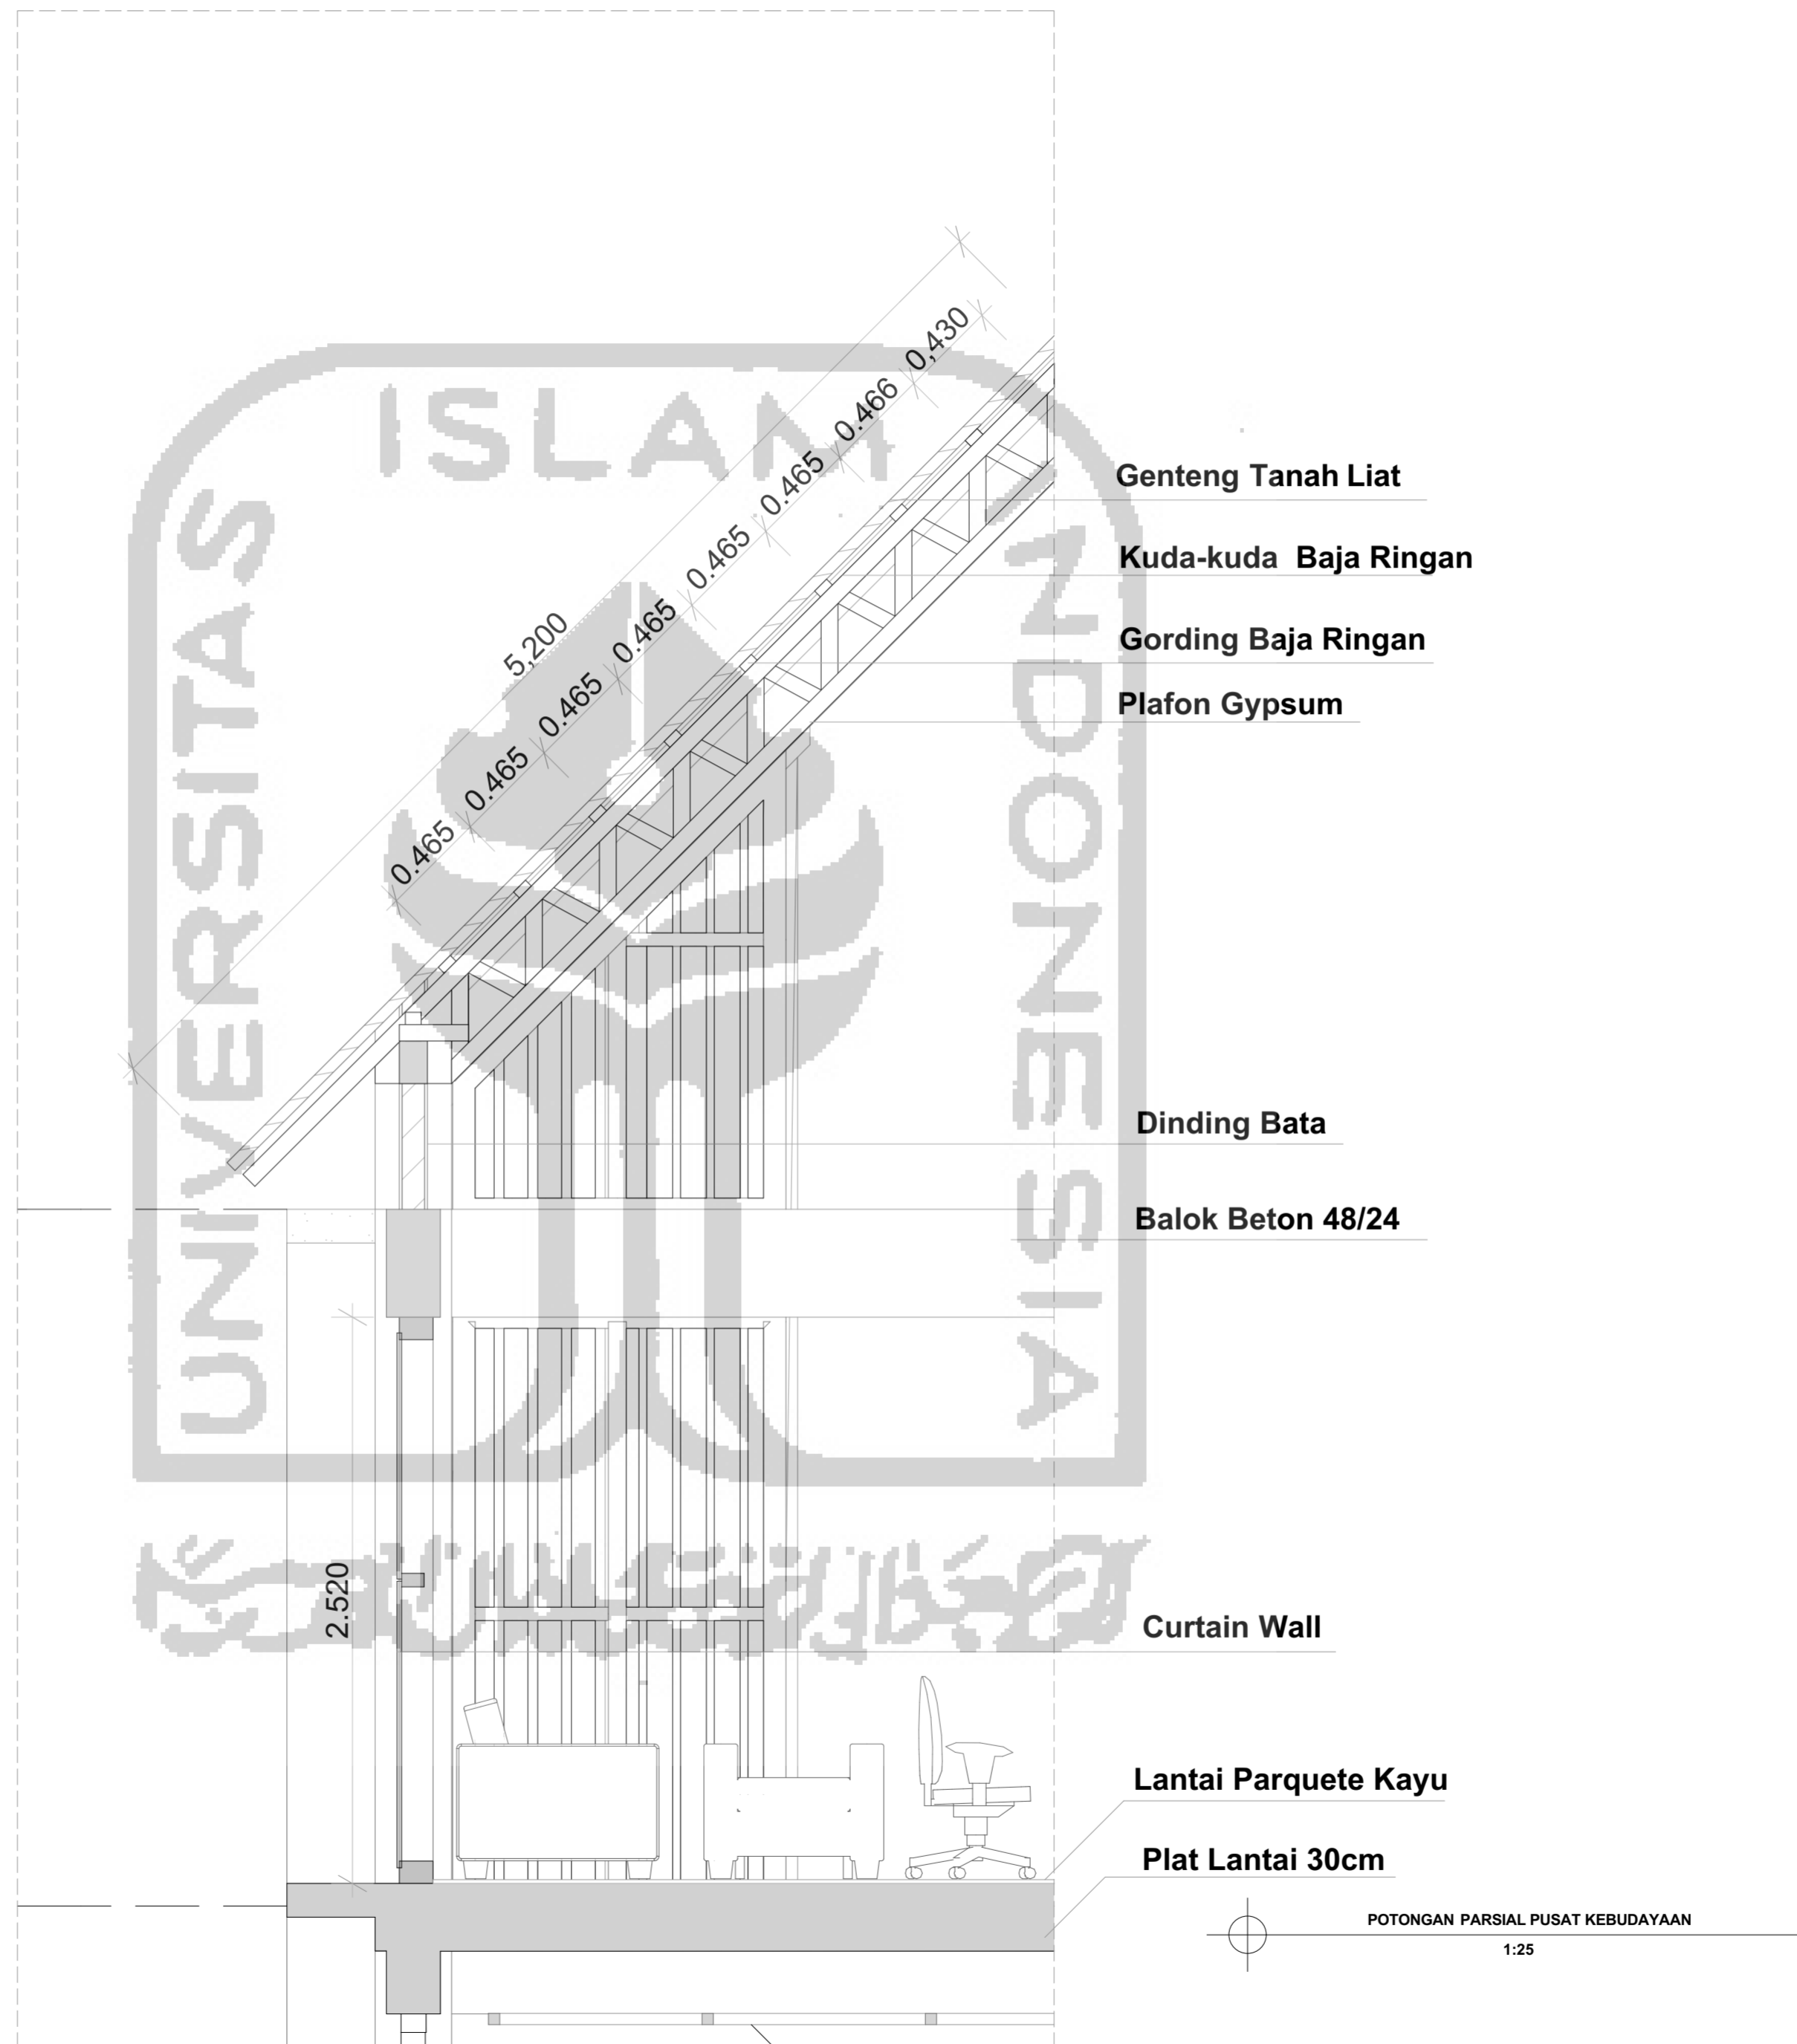 ISLAM
UNIVERSITAS
INDONESIA
5,200
0,430
0.466
0.465
0.465
0.465
0.465
0.465
0.465
Genteng Tanah Liat
Kuda-kuda Baja Ringan
Gording Baja Ringan
Plafon Gypsum
Dinding Bata
Balok Beton 48/24
2.520
Curtain Wall
Lantai Parquete Kayu
Plat Lantai 30cm
POTONGAN PARSIAL PUSAT KEBUDAYAAN
1:25